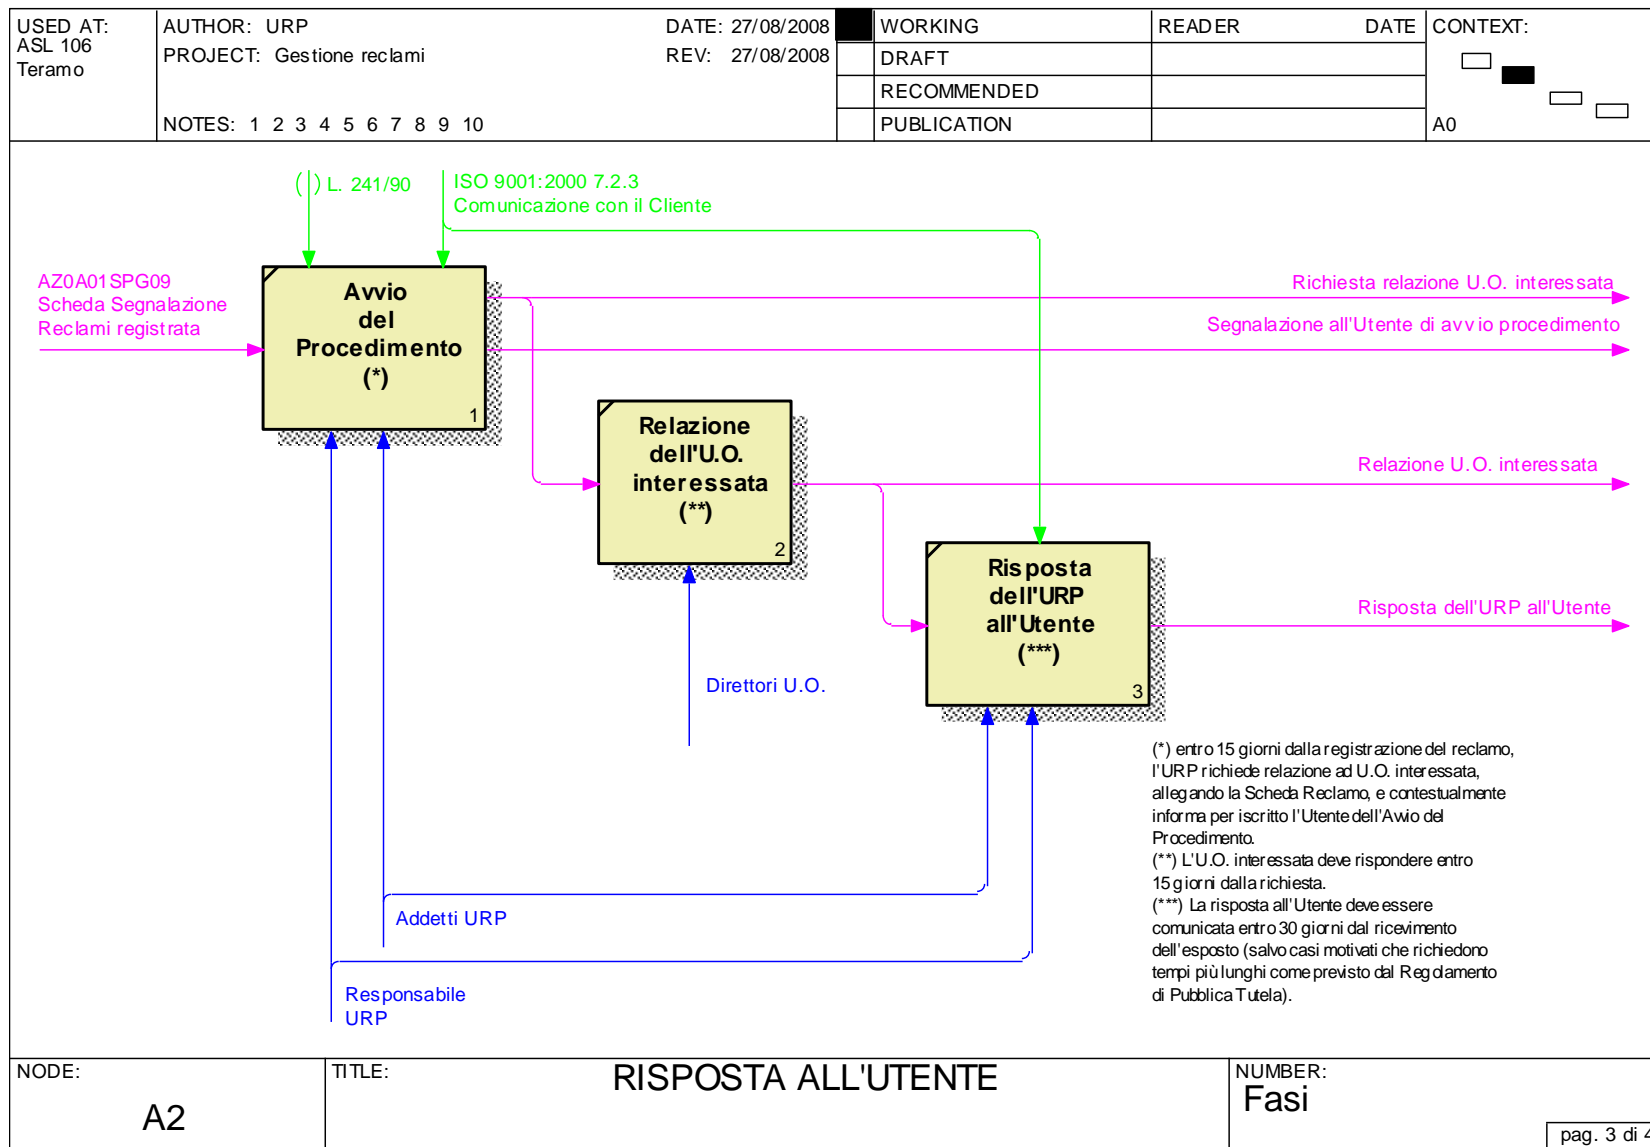 USED AT:
ASL 106
Teramo
AUTHOR: URP
PROJECT: Gestione reclami
DATE: 27/08/2008
REV: 27/08/2008
NOTES: 1 2 3 4 5 6 7 8 9 10
WORKING
DRAFT
RECOMMENDED
PUBLICATION
READER DATE
CONTEXT:
A0
( ) L. 241/90
ISO 9001:2000 7.2.3
Comunicazione con il Cliente
AZ0A01SPG09
Scheda Segnalazione
Reclami registrata
Avvio
del
Procedimento
(*)
1
Richiesta relazione U.O. interessata
Segnalazione all'Utente di avvio procedimento
Relazione
dell'U.O.
interessata
(**)
2
Relazione U.O. interessata
Risposta
dell'URP
all'Utente
(***)
3
Risposta dell'URP all'Utente
Direttori U.O.
Addetti URP
Responsabile
URP
(*) entro 15 giorni dalla registrazione del reclamo,
l'URP richiede relazione ad U.O. interessata,
allegando la Scheda Reclamo, e contestualmente
informa per iscritto l'Utente dell'Avvio del
Procedimento.
(**) L'U.O. interessata deve rispondere entro
15 giorni dalla richiesta.
(***) La risposta all'Utente deve essere
comunicata entro 30 giorni dal ricevimento
dell'esposto (salvo casi motivati che richiedono
tempi più lunghi come previsto dal Regolamento
di Pubblica Tutela).
NODE:
A2
TITLE:
RISPOSTA ALL'UTENTE
NUMBER:
Fasi
pag. 3 di 4